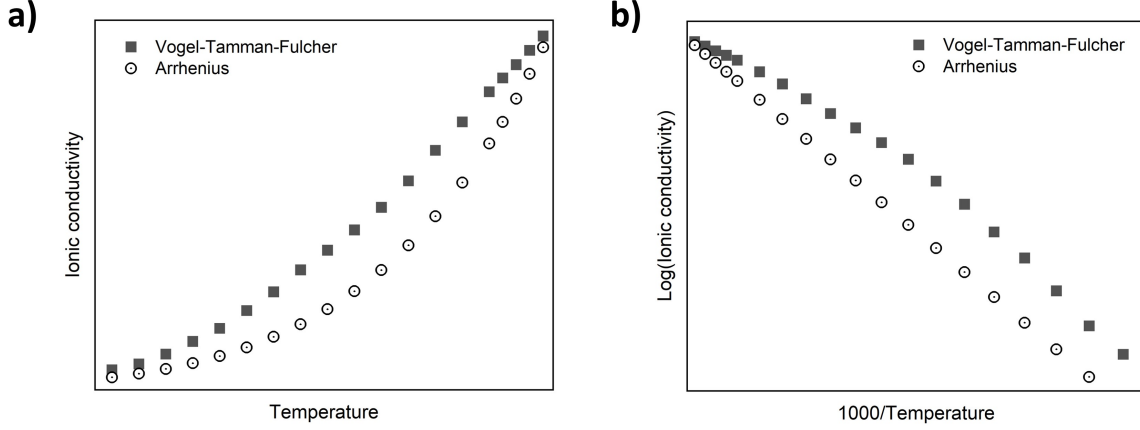 a)
Vogel-Tamman-Fulcher
Arrhenius
Ionic conductivity
Temperature
b)
Vogel-Tamman-Fulcher
Arrhenius
Log(Ionic conductivity)
1000/Temperature